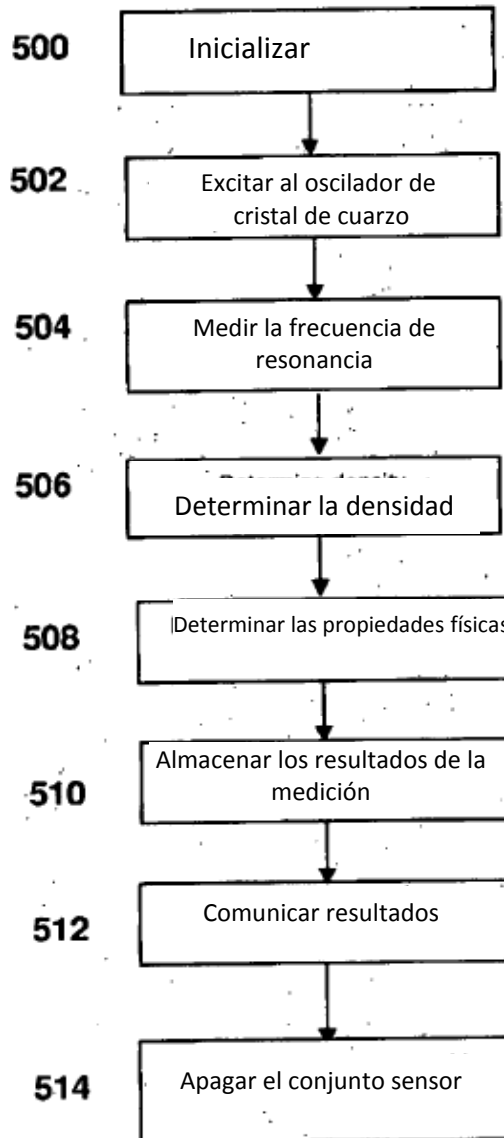 500
Inicializar
502
Excitar al oscilador de
cristal de cuarzo
504
Medir la frecuencia de
resonancia
506
Determinar la densidad
508
Determinar las propiedades físicas
510
Almacenar los resultados de la
medición
512
Comunicar resultados
514
Apagar el conjunto sensor